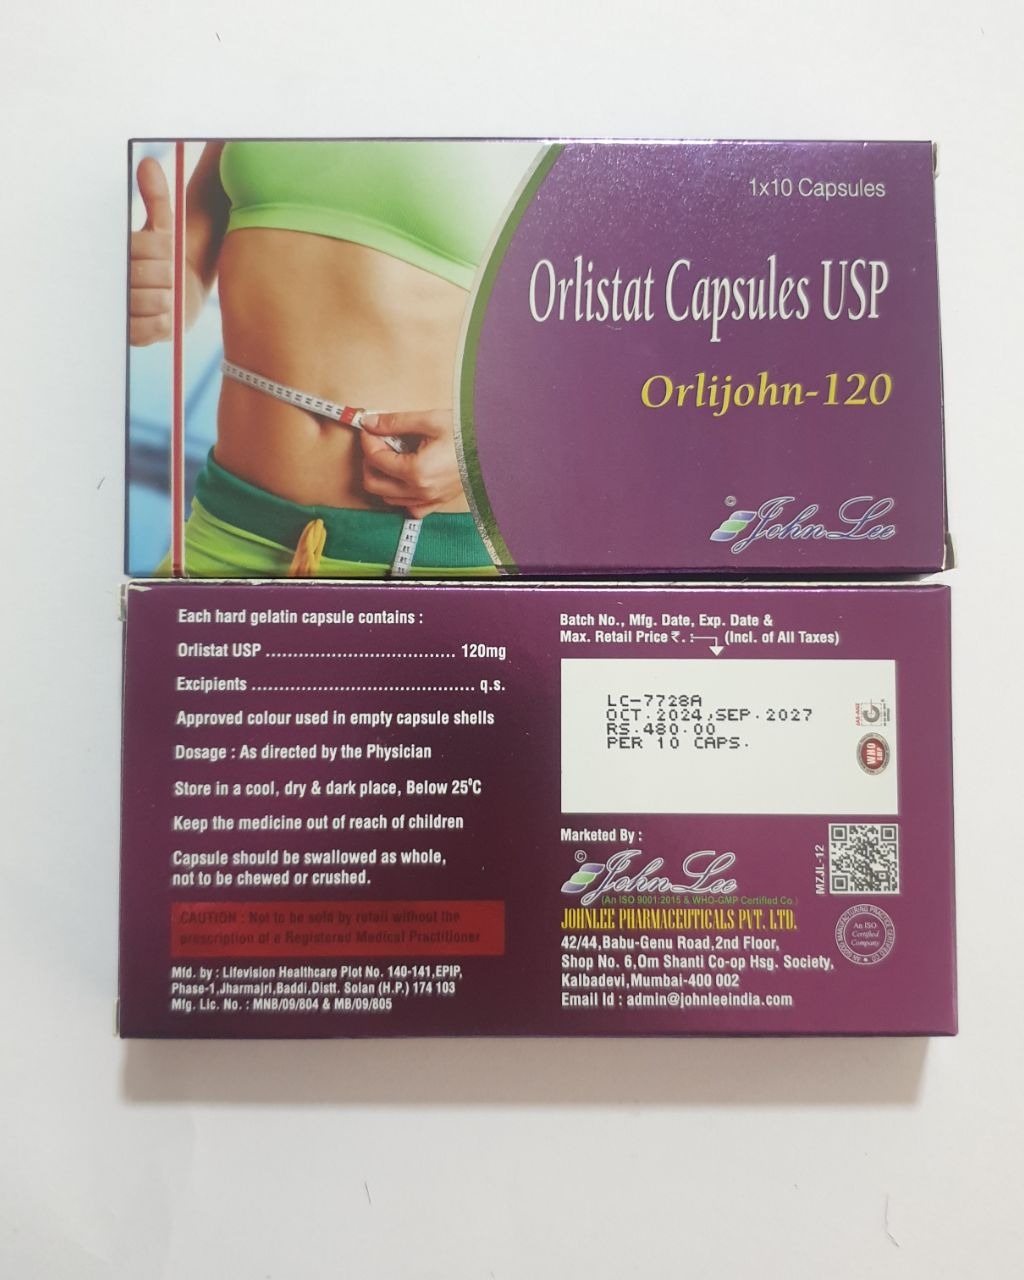 1x10 Capsules
Orlistat Capsules USP
Orlijohn-120
© John Lee
Each hard gelatin capsule contains :
Orlistat USP .................................. 120mg
Excipients ........................................ q.s.
Approved colour used in empty capsule shells
Dosage : As directed by the Physician
Store in a cool, dry & dark place, Below 25°C
Keep the medicine out of reach of children
Capsule should be swallowed as whole,
not to be chewed or crushed.
CAUTION : Not to be sold by retail without the
prescription of a Registered Medical Practitioner
Mfd. by : Lifevision Healthcare Plot No. 140-141,EPIP,
Phase-1,Jharmajri,Baddi,Distt. Solan (H.P.) 174 103
Mfg. Lic. No. : MNB/09/804 & MB/09/805
Batch No., Mfg. Date, Exp. Date &
Max. Retail Price ₹. : (Incl. of All Taxes)
LC-7728A
OCT.2024,SEP.2027
RS.480.00
PER 10 CAPS.
WHO
GMP
Marketed By :
© John Lee
(An ISO 9001:2015 & WHO-GMP Certified Co.)
JOHNLEE PHARMACEUTICALS PVT. LTD.
42/44,Babu-Genu Road,2nd Floor,
Shop No. 6,Om Shanti Co-op Hsg. Society,
Kalbadevi,Mumbai-400 002
Email Id : admin@johnleeindia.com
MZJL-12
An ISO
Certified
Company